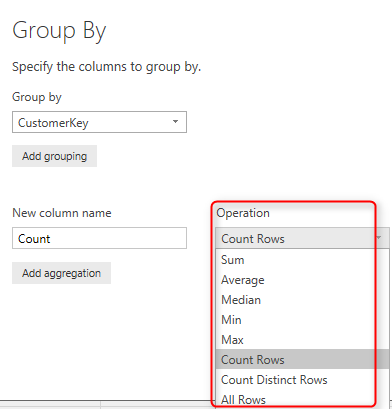 Group By
Specify the columns to group by.
Group by
CustomerKey
Add grouping
New column name
Operation
Count
Count Rows
Add aggregation
Sum
Average
Median
Min
Max
Count Rows
Count Distinct Rows
All Rows